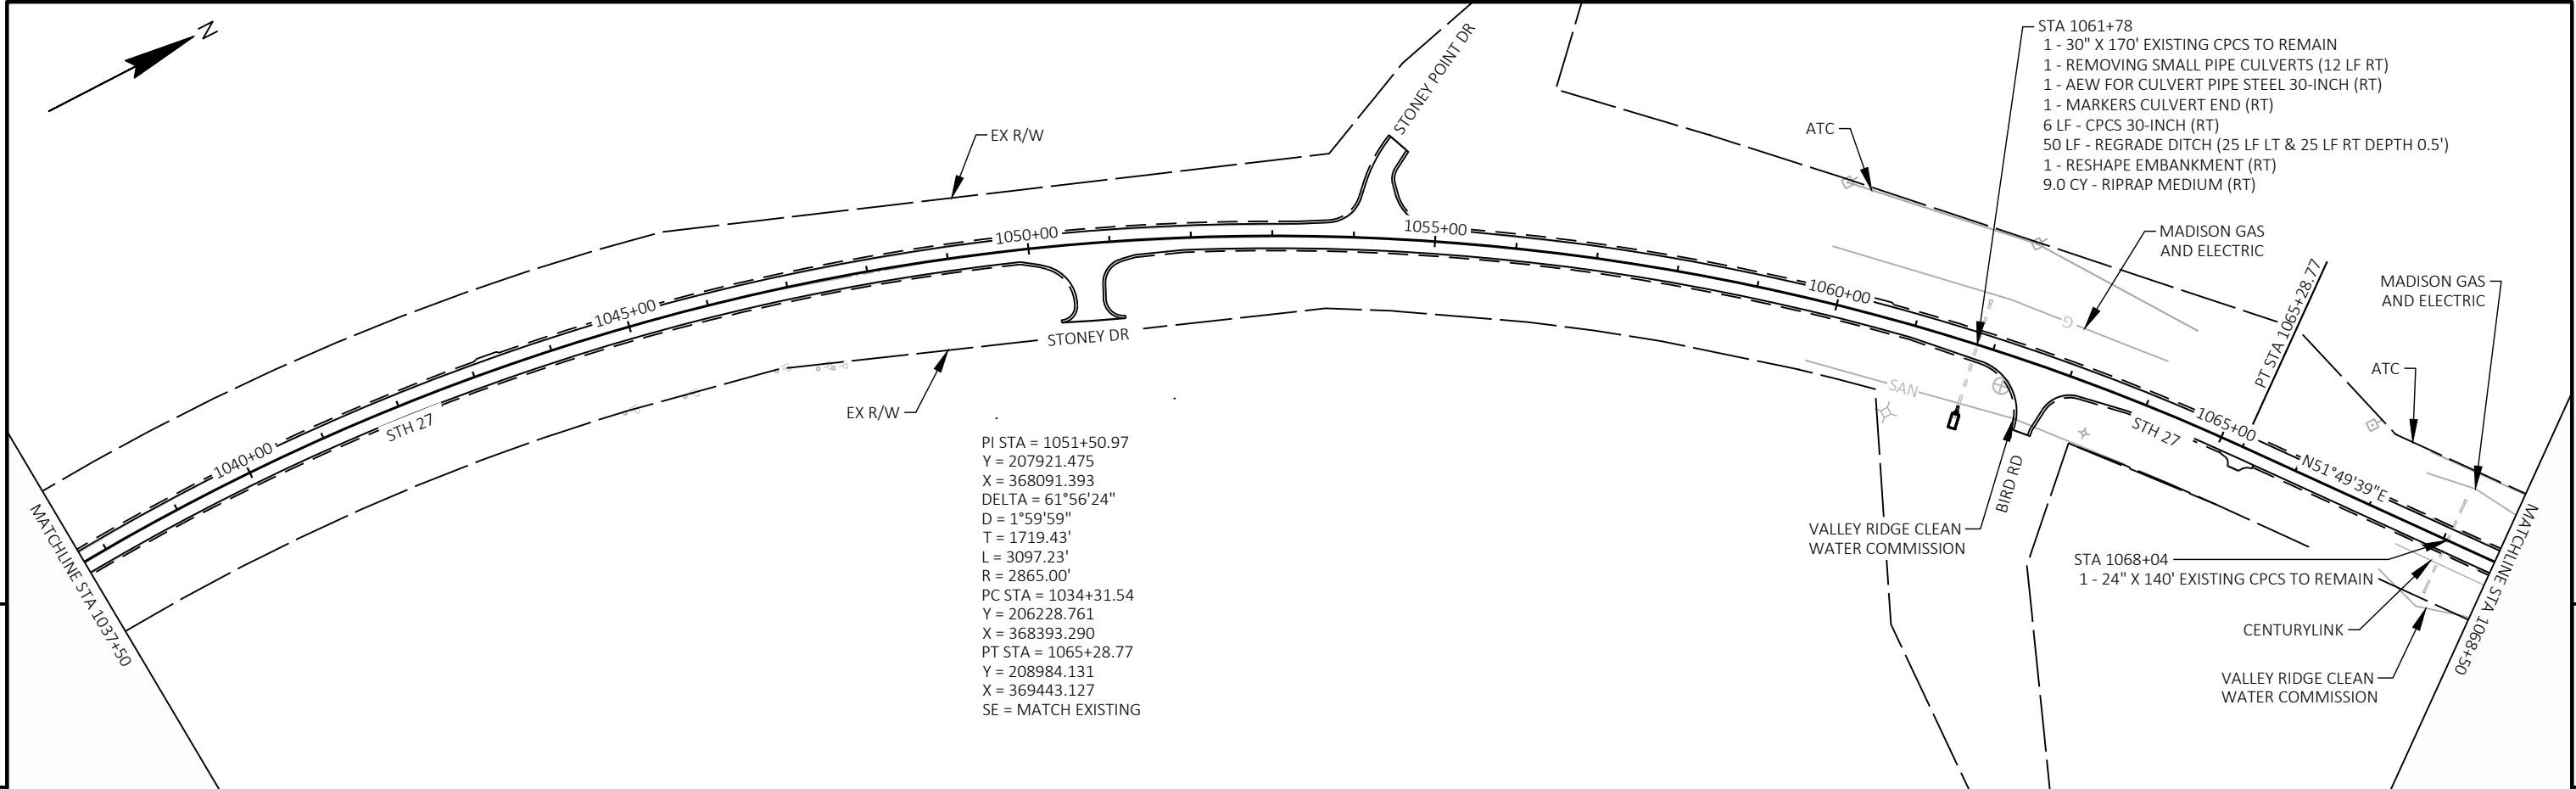 N
STA 1061+78
1 - 30" X 170' EXISTING CPCS TO REMAIN
1 - REMOVING SMALL PIPE CULVERTS (12 LF RT)
1 - AEW FOR CULVERT PIPE STEEL 30-INCH (RT)
1 - MARKERS CULVERT END (RT)
6 LF - CPCS 30-INCH (RT)
50 LF - REGRADE DITCH (25 LF LT & 25 LF RT DEPTH 0.5')
1 - RESHAPE EMBANKMENT (RT)
9.0 CY - RIPRAP MEDIUM (RT)
STONEY POINT DR
EX R/W
ATC
MADISON GAS
AND ELECTRIC
MADISON GAS
AND ELECTRIC
ATC
PT STA 1065+28.77
1040+00
1045+00
1050+00
1055+00
1060+00
1065+00
G
SAN
STH 27
STONEY DR
EX R/W
STH 27
N51°49'39"E
BIRD RD
MATCHLINE STA 1037+50
MATCHLINE STA 1068+50
PI STA = 1051+50.97
Y = 207921.475
X = 368091.393
DELTA = 61°56'24"
D = 1°59'59"
T = 1719.43'
L = 3097.23'
R = 2865.00'
PC STA = 1034+31.54
Y = 206228.761
X = 368393.290
PT STA = 1065+28.77
Y = 208984.131
X = 369443.127
SE = MATCH EXISTING
VALLEY RIDGE CLEAN
WATER COMMISSION
STA 1068+04
1 - 24" X 140' EXISTING CPCS TO REMAIN
CENTURYLINK
VALLEY RIDGE CLEAN
WATER COMMISSION